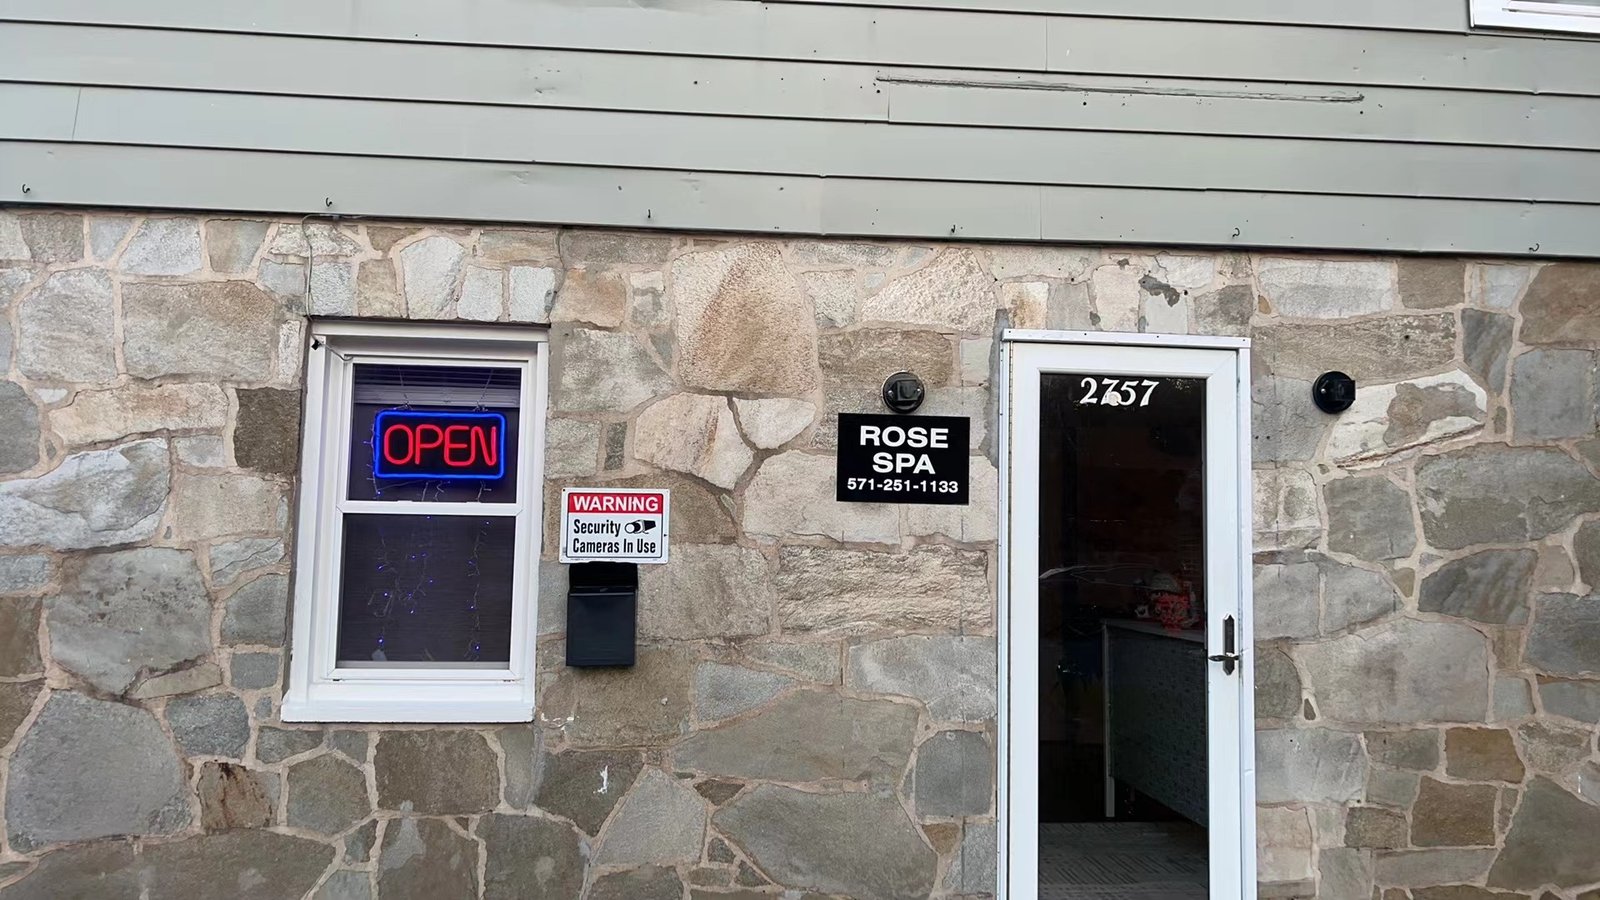 OPEN
WARNING
Security
Cameras In Use
ROSE
SPA
571-251-1133
2757